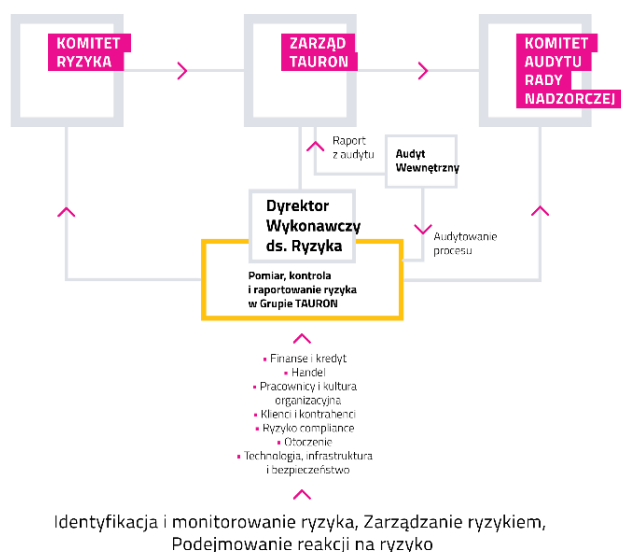 KOMITET
RYZYKA
ZARZĄD
TAURON
KOMITET
AUDYTU
RADY
NADZORCZEJ
Raport
z audytu
Audyt
Wewnętrzny
Dyrektor
Wykonawczy
ds. Ryzyka
Audytowanie
procesu
Pomiar, kontrola
i raportowanie ryzyka
w Grupie TAURON
▪ Finanse i kredyt
▪ Handel
▪ Pracownicy i kultura
organizacyjna
▪ Klienci i kontrahenci
▪ Ryzyko compliance
▪ Otoczenie
▪ Technologia, infrastruktura
i bezpieczeństwo
Identyfikacja i monitorowanie ryzyka, Zarządzanie ryzykiem,
Podejmowanie reakcji na ryzyko